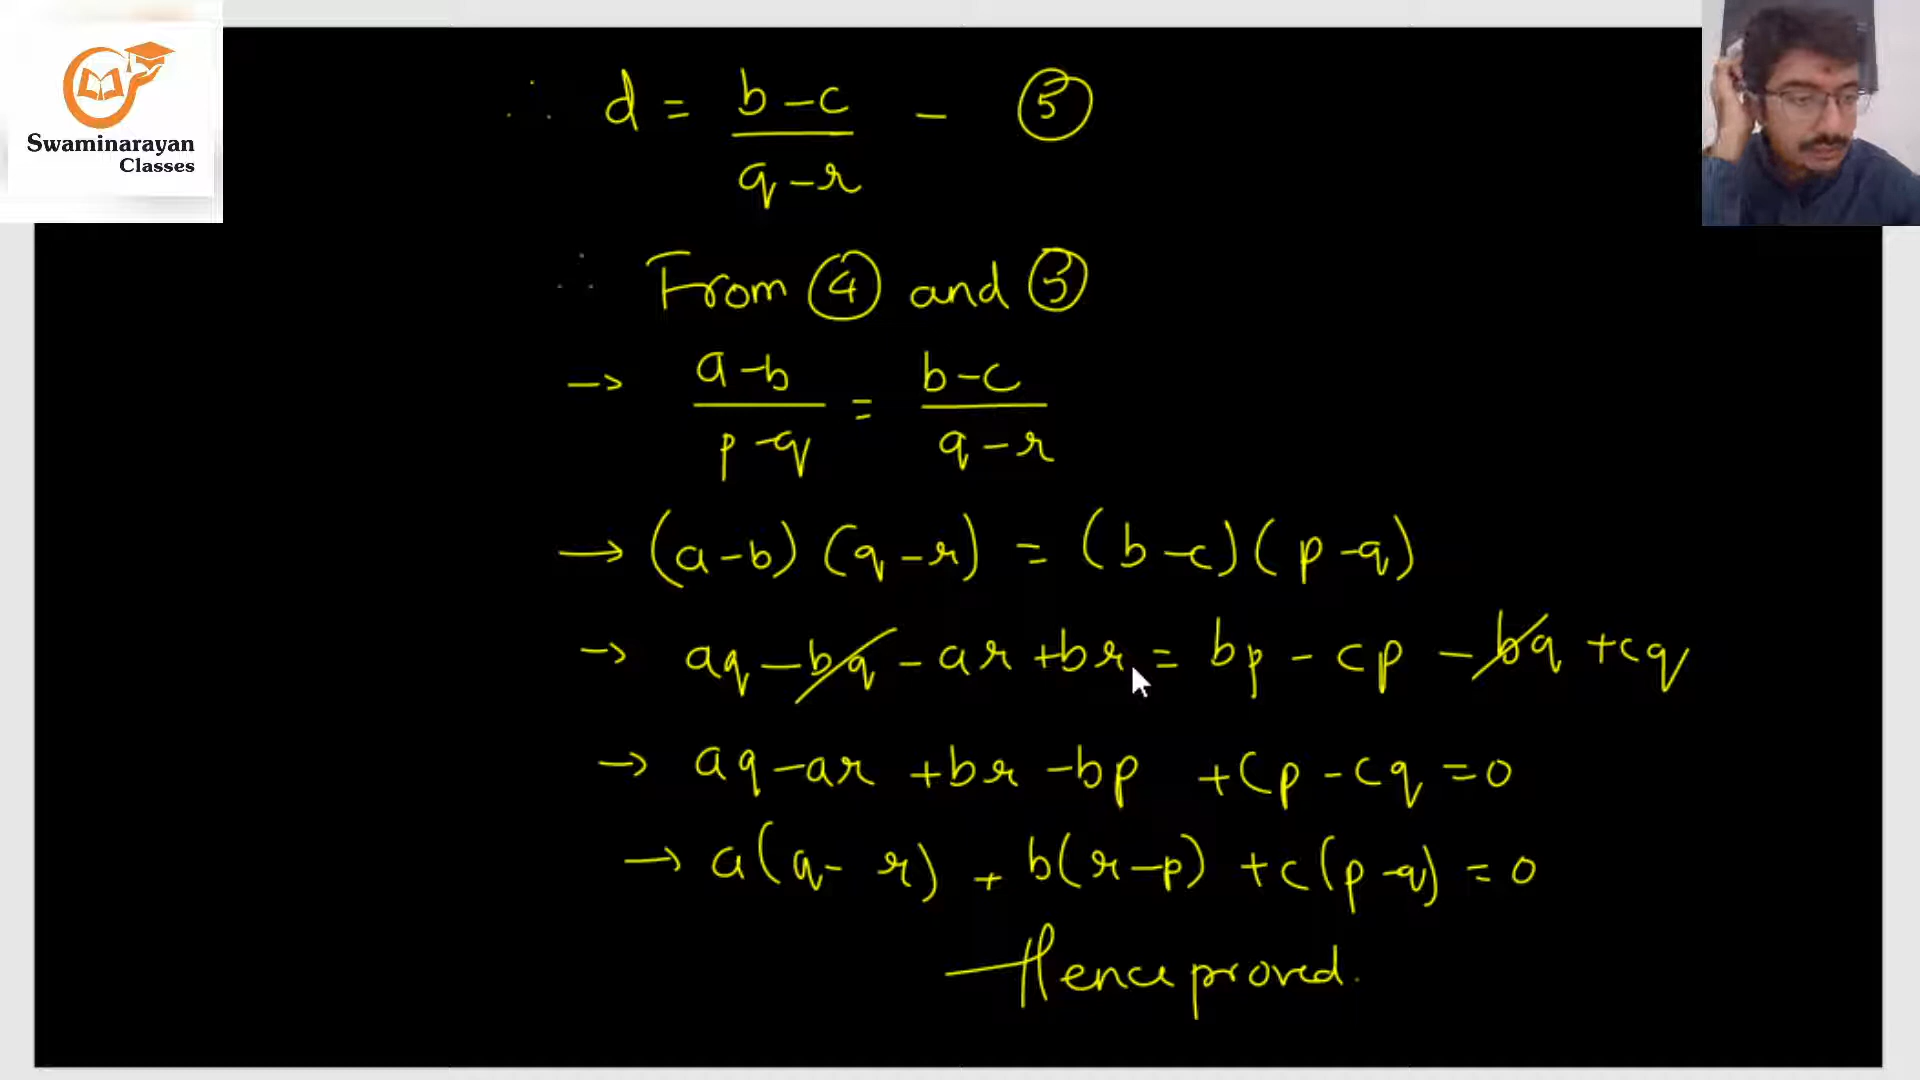 Swaminarayan
Classes
∴ d = (b-c)/(q-r) - ⑤
∴ From ④ and ⑤
→ (a-b)/(p-q) = (b-c)/(q-r)
→ (a-b) (q-r) = (b-c) (p-q)
→ aq - bq - ar + br = bp - cp - bq + cq
→ aq - ar + br - bp + cp - cq = 0
→ a(q- r) + b(r-p) + c(p-q) = 0
Hence proved.